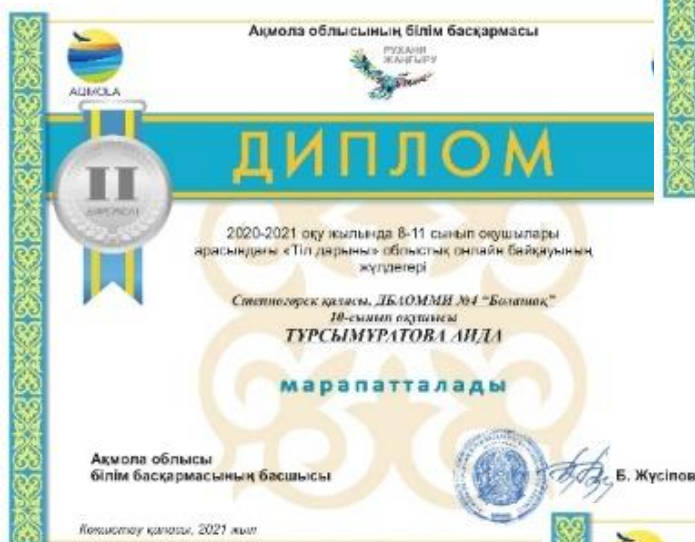 Ақмола облысының білім басқармасы
РУХАНИ
ЖАҢҒЫРУ
AQMOLA
ДИПЛОМ
II
2020-2021 оқу жылында 8-11 сынып оқушылары
арасындағы «Тіл дарыны» облыстық онлайн байқауының
жүлдегері
Степногорск қаласы, ДБАОММИ №4 "Болашақ"
10-сынып оқушысы
ТҰРСЫМҰРАТОВА АИДА
марапатталады
Ақмола облысы
білім басқармасының басшысы
Б. Жүсіпов
Көкшетау қаласы, 2021 жыл